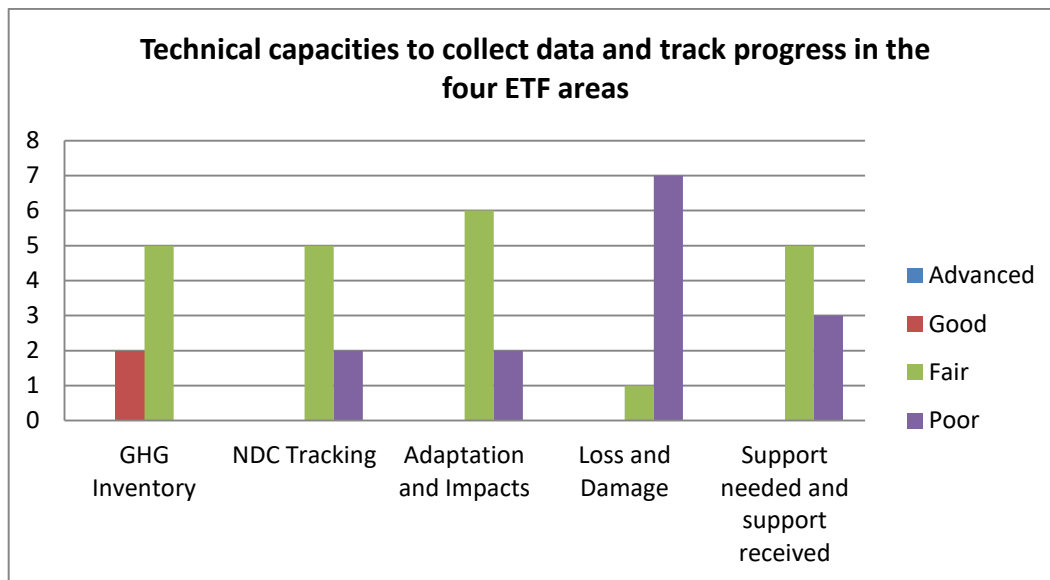 Technical capacities to collect data and track progress in the
four ETF areas
8
7
6
5
4
3
2
1
0
GHG
Inventory
NDC Tracking
Adaptation
and Impacts
Loss and
Damage
Support
needed and
support
received
Advanced
Good
Fair
Poor